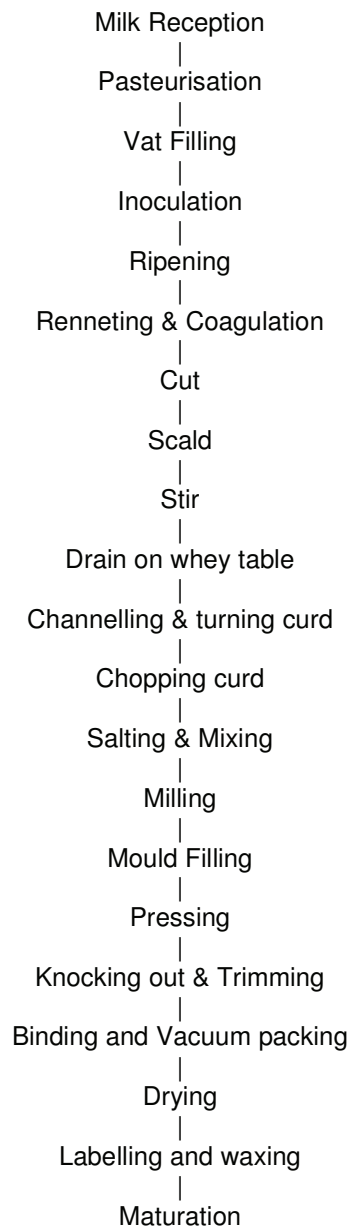 Milk Reception
Pasteurisation
Vat Filling
Inoculation
Ripening
Renneting & Coagulation
Cut
Scald
Stir
Drain on whey table
Channelling & turning curd
Chopping curd
Salting & Mixing
Milling
Mould Filling
Pressing
Knocking out & Trimming
Binding and Vacuum packing
Drying
Labelling and waxing
Maturation